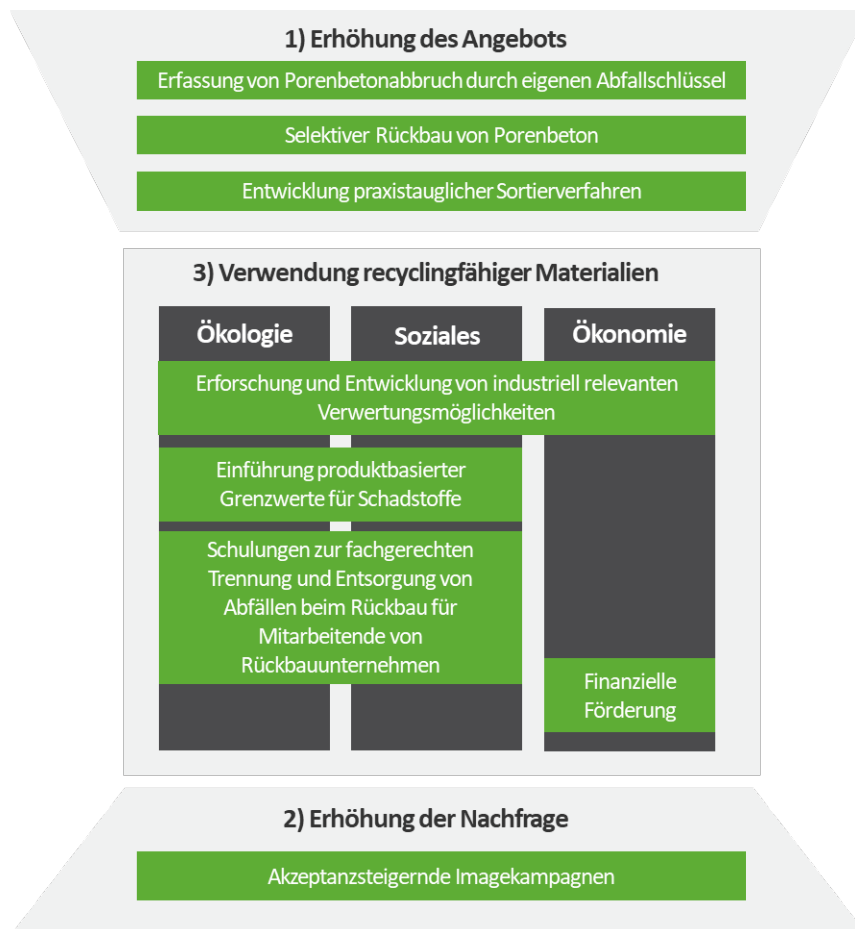 1) Erhöhung des Angebots
Erfassung von Porenbetonabbruch durch eigenen Abfallschlüssel
Selektiver Rückbau von Porenbeton
Entwicklung praxistauglicher Sortierverfahren
3) Verwendung recyclingfähiger Materialien
Ökologie
Soziales
Ökonomie
Erforschung und Entwicklung von industriell relevanten
Verwertungsmöglichkeiten
Einführung produktbasierter
Grenzwerte für Schadstoffe
Schulungen zur fachgerechten
Trennung und Entsorgung von
Abfällen beim Rückbau für
Mitarbeitende von
Rückbauunternehmen
Finanzielle
Förderung
2) Erhöhung der Nachfrage
Akzeptanzsteigernde Imagekampagnen